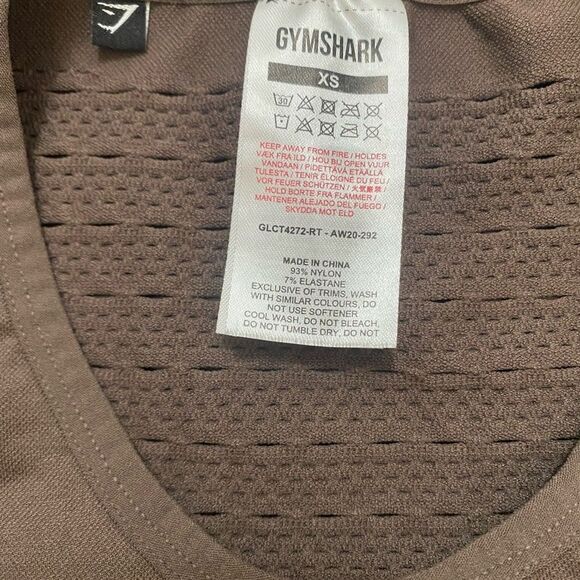 GYMSHARK
XS
30
KEEP AWAY FROM FIRE / HOLDES
VÆK FRA ILD / HOU BIJ OPEN VUUR
VANDAAN / PIDETTÄVÄ ETÄÄLLÄ
TULESTA / TENIR ÉLOIGNÉ DU FEU /
VOR FEUER SCHÜTZEN / 火気厳禁 /
HOLD BORTE FRA FLAMMER /
MANTENER ALEJADO DEL FUEGO /
SKYDDA MOT ELD
GLCT4272-RT - AW20-292
MADE IN CHINA
93% NYLON
7% ELASTANE
EXCLUSIVE OF TRIMS, WASH
WITH SIMILAR COLOURS, DO
NOT USE SOFTENER
COOL WASH, DO NOT BLEACH,
DO NOT TUMBLE DRY, DO NOT